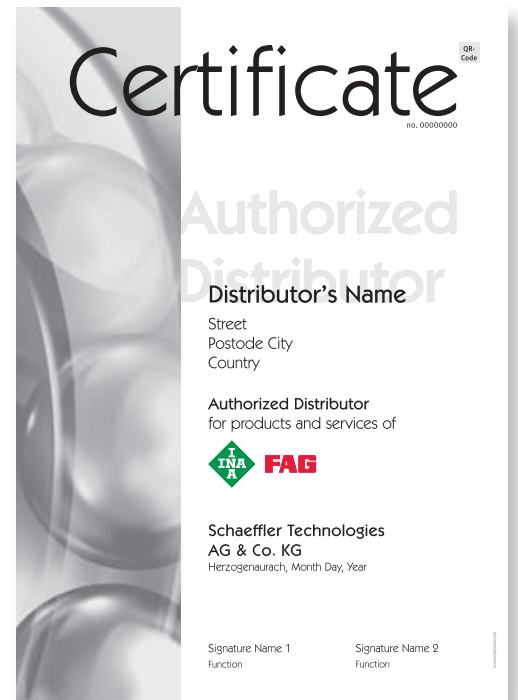 Certificate
QR-
Code
no. 00000000
Authorized
Distributor
Distributor's Name
Street
Postode City
Country
Authorized Distributor
for products and services of
INA
INA
FAG
Schaeffler Technologies
AG & Co. KG
Herzogenaurach, Month Day, Year
Signature Name 1
Signature Name 2
Function
Function